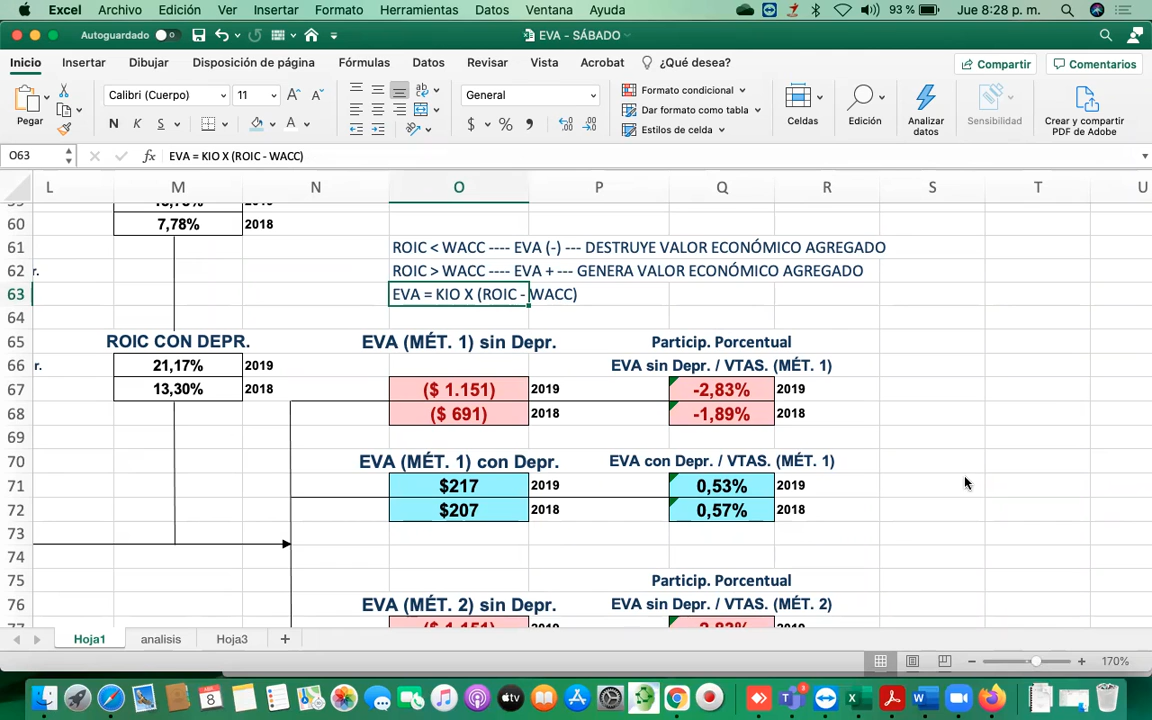 Excel Archivo Edición Ver Insertar Formato Herramientas Datos Ventana Ayuda 93 % Jue 8:28 p. m.
Autoguardado EVA - SÁBADO
Inicio Insertar Dibujar Disposición de página Fórmulas Datos Revisar Vista Acrobat ¿Qué desea? Compartir Comentarios
Calibri (Cuerpo) 11 General Formato condicional
Dar formato como tabla
Estilos de celda
Pegar N K S Celdas Edición Analizar datos Sensibilidad Crear y compartir PDF de Adobe
O63 fx EVA = KIO X (ROIC - WACC)
L M N O P Q R S T U
60 7,78% 2018
61 ROIC < WACC ---- EVA (-) --- DESTRUYE VALOR ECONÓMICO AGREGADO
62 r. ROIC > WACC ---- EVA + --- GENERA VALOR ECONÓMICO AGREGADO
63 EVA = KIO X (ROIC - WACC)
64
65 ROIC CON DEPR. EVA (MÉT. 1) sin Depr. Particip. Porcentual
66 r. 21,17% 2019 EVA sin Depr. / VTAS. (MÉT. 1)
67 13,30% 2018 ($ 1.151) 2019 -2,83% 2019
68 ($ 691) 2018 -1,89% 2018
69
70 EVA (MÉT. 1) con Depr. EVA con Depr. / VTAS. (MÉT. 1)
71 $217 2019 0,53% 2019
72 $207 2018 0,57% 2018
73
74
75 Particip. Porcentual
76 EVA (MÉT. 2) sin Depr. EVA sin Depr. / VTAS. (MÉT. 2)
77 ($ 1.151) 2019 -2,83% 2019
Hoja1 analisis Hoja3
170%